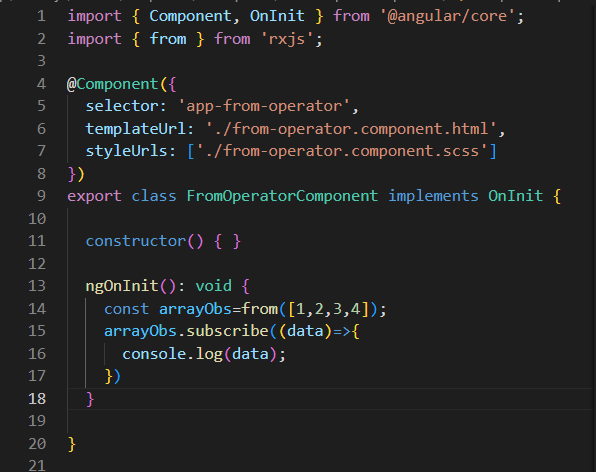 1 import { Component, OnInit } from '@angular/core';
2 import { from } from 'rxjs';
3
4 @Component({
5   selector: 'app-from-operator',
6   templateUrl: './from-operator.component.html',
7   styleUrls: ['./from-operator.component.scss']
8 })
9 export class FromOperatorComponent implements OnInit {
10
11   constructor() { }
12
13   ngOnInit(): void {
14     const arrayObs=from([1,2,3,4]);
15     arrayObs.subscribe((data)=>{
16       console.log(data);
17     })
18   }
19
20 }
21